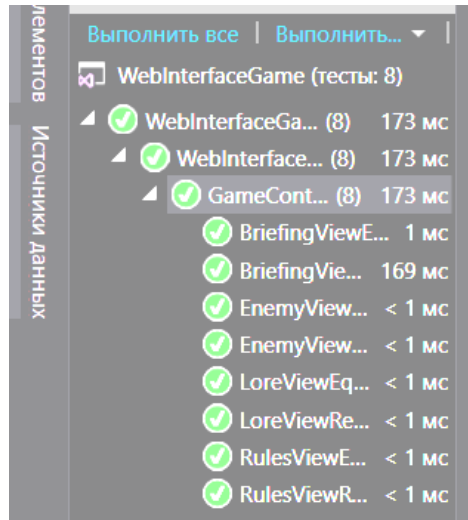 лементов
Источники данных
Выполнить все | Выполнить... |
WebInterfaceGame (тесты: 8)
WebInterfaceGa... (8) 173 мс
WebInterface... (8) 173 мс
GameCont... (8) 173 мс
BriefingViewE... 1 мс
BriefingVie... 169 мс
EnemyView... < 1 мс
EnemyView... < 1 мс
LoreViewEq... < 1 мс
LoreViewRe... < 1 мс
RulesViewE... < 1 мс
RulesViewR... < 1 мс